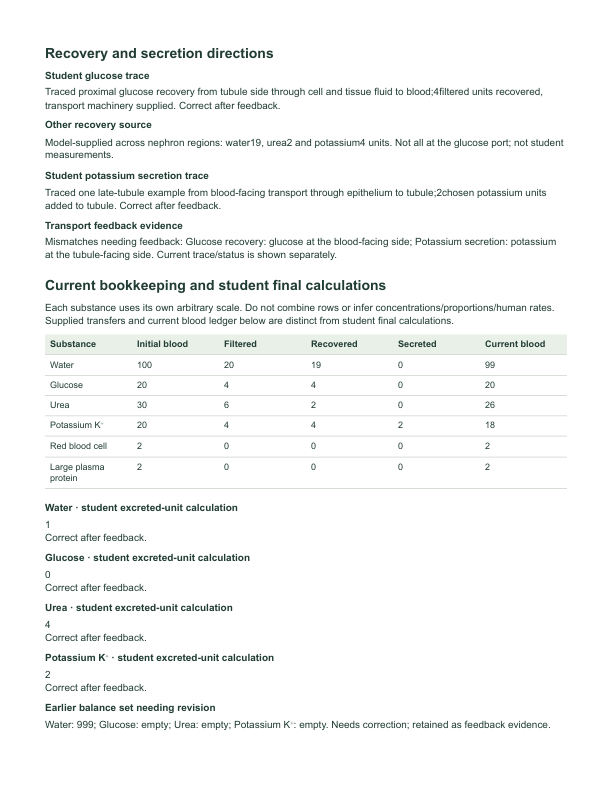 Recovery and secretion directions
Student glucose trace
Traced proximal glucose recovery from tubule side through cell and tissue fluid to blood;4filtered units recovered,
transport machinery supplied. Correct after feedback.
Other recovery source
Model-supplied across nephron regions: water19, urea2 and potassium4 units. Not all at the glucose port; not student
measurements.
Student potassium secretion trace
Traced one late-tubule example from blood-facing transport through epithelium to tubule;2chosen potassium units
added to tubule. Correct after feedback.
Transport feedback evidence
Mismatches needing feedback: Glucose recovery: glucose at the blood-facing side; Potassium secretion: potassium
at the tubule-facing side. Current trace/status is shown separately.
Current bookkeeping and student final calculations
Each substance uses its own arbitrary scale. Do not combine rows or infer concentrations/proportions/human rates.
Supplied transfers and current blood ledger below are distinct from student final calculations.
Substance Initial blood Filtered Recovered Secreted Current blood
Water 100 20 19 0 99
Glucose 20 4 4 0 20
Urea 30 6 2 0 26
Potassium K⁺ 20 4 4 2 18
Red blood cell 2 0 0 0 2
Large plasma
protein 2 0 0 0 2
Water · student excreted-unit calculation
1
Correct after feedback.
Glucose · student excreted-unit calculation
0
Correct after feedback.
Urea · student excreted-unit calculation
4
Correct after feedback.
Potassium K⁺ · student excreted-unit calculation
2
Correct after feedback.
Earlier balance set needing revision
Water: 999; Glucose: empty; Urea: empty; Potassium K⁺: empty. Needs correction; retained as feedback evidence.